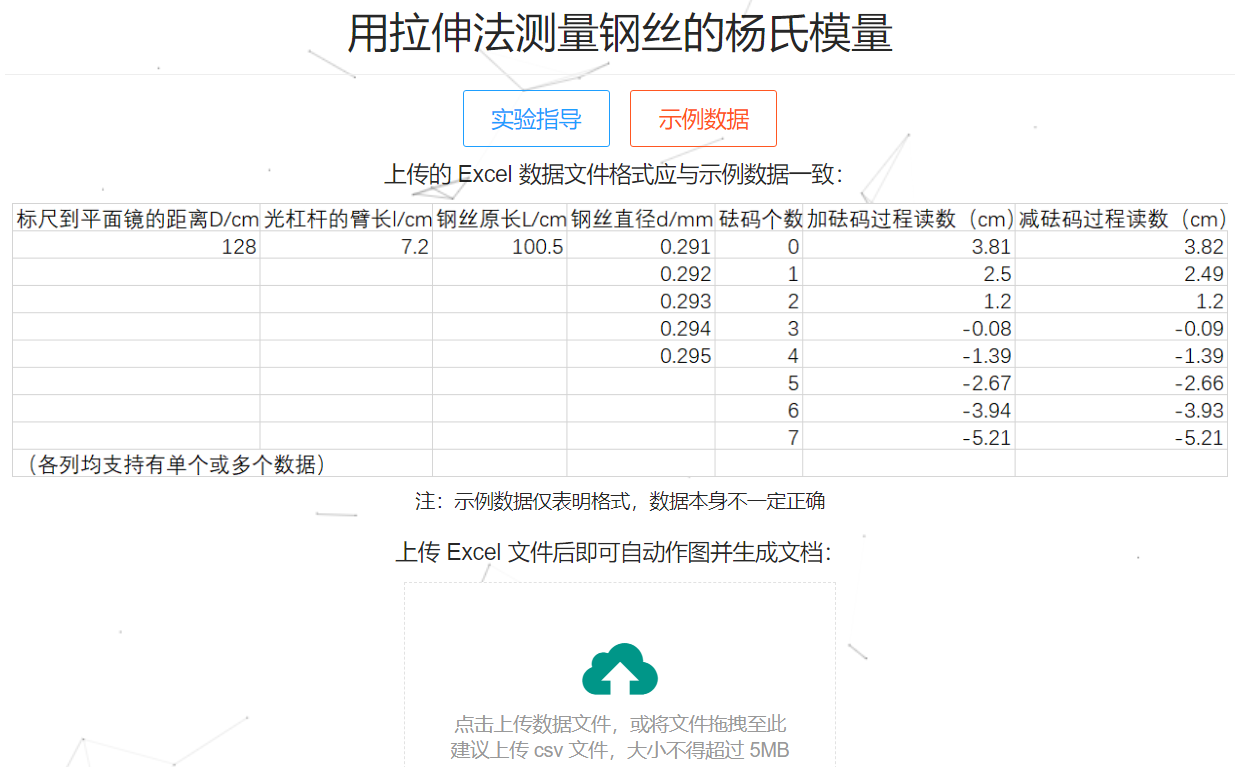 用拉伸法测量钢丝的杨氏模量
实验指导 示例数据
上传的 Excel 数据文件格式应与示例数据一致：
标尺到平面镜的距离D/cm 光杠杆的臂长l/cm 钢丝原长L/cm 钢丝直径d/mm 砝码个数 加砝码过程读数（cm） 减砝码过程读数（cm）
128 7.2 100.5 0.291 0 3.81 3.82
0.292 1 2.5 2.49
0.293 2 1.2 1.2
0.294 3 -0.08 -0.09
0.295 4 -1.39 -1.39
5 -2.67 -2.66
6 -3.94 -3.93
7 -5.21 -5.21
（各列均支持有单个或多个数据）
注：示例数据仅表明格式，数据本身不一定正确
上传 Excel 文件后即可自动作图并生成文档：
点击上传数据文件，或将文件拖拽至此
建议上传 csv 文件，大小不得超过 5MB